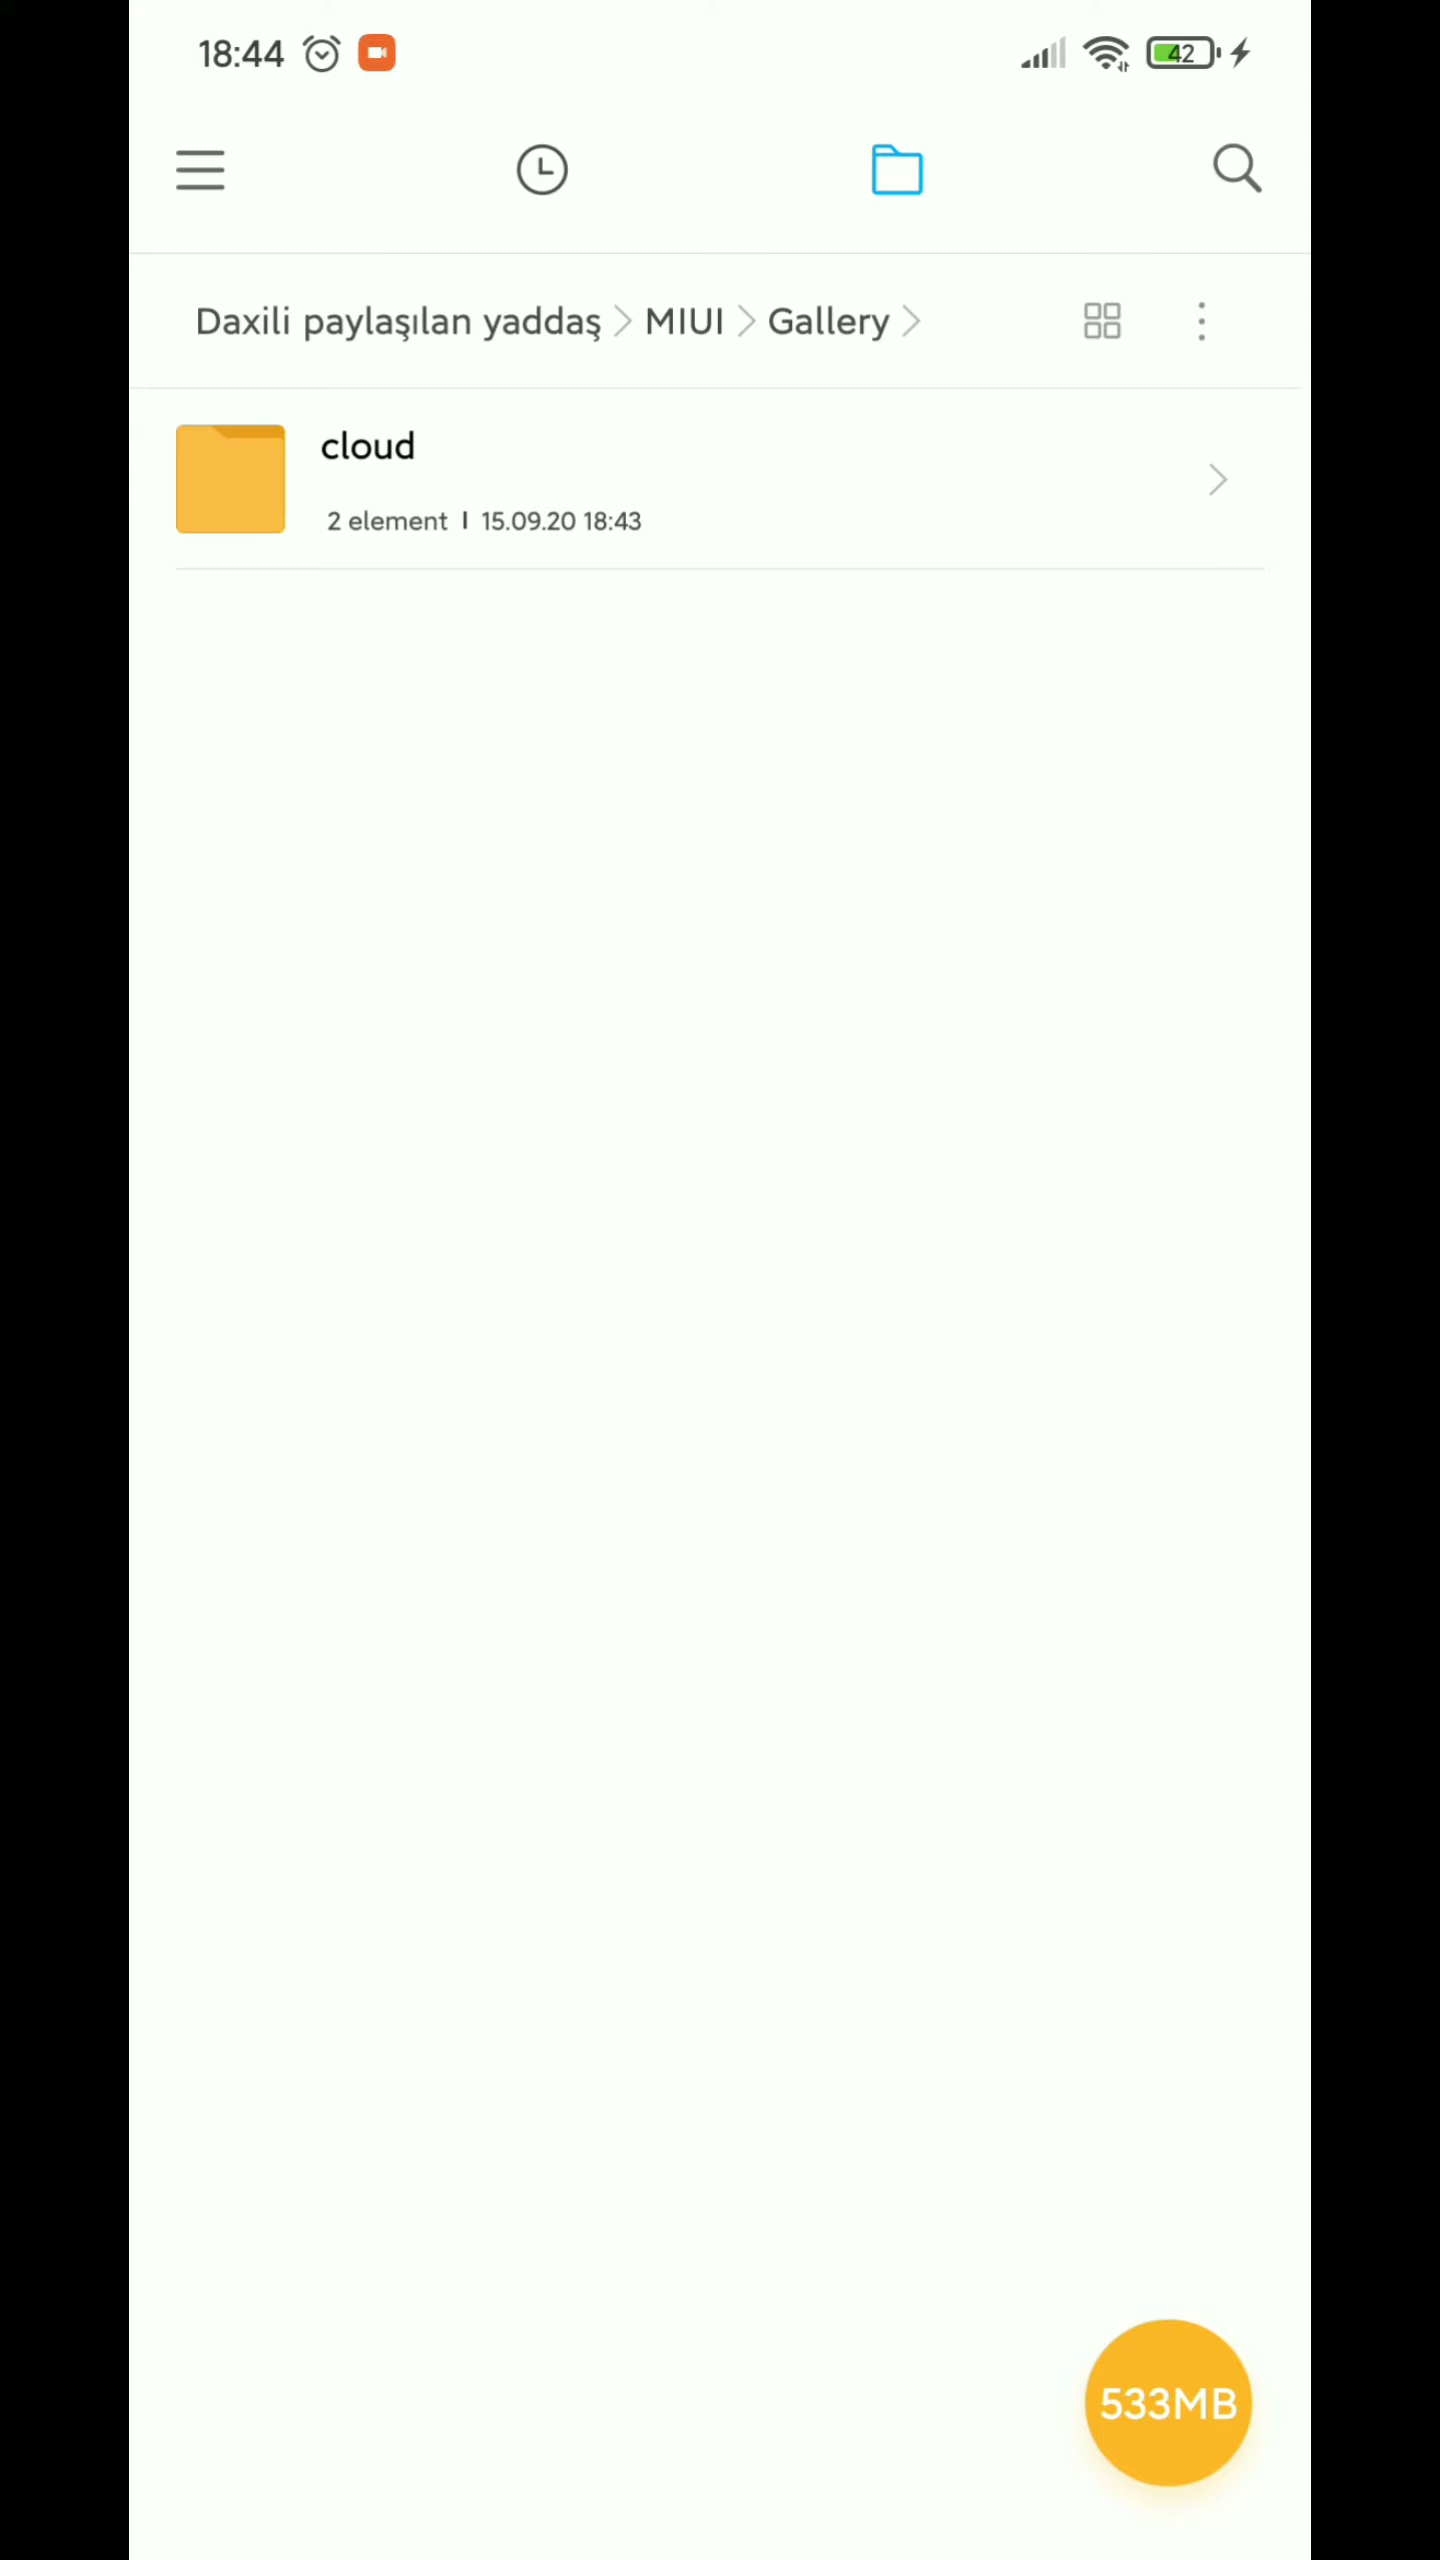 18:44
42
Daxili paylaşılan yaddaş > MIUI > Gallery >
cloud
2 element | 15.09.20 18:43
533MB